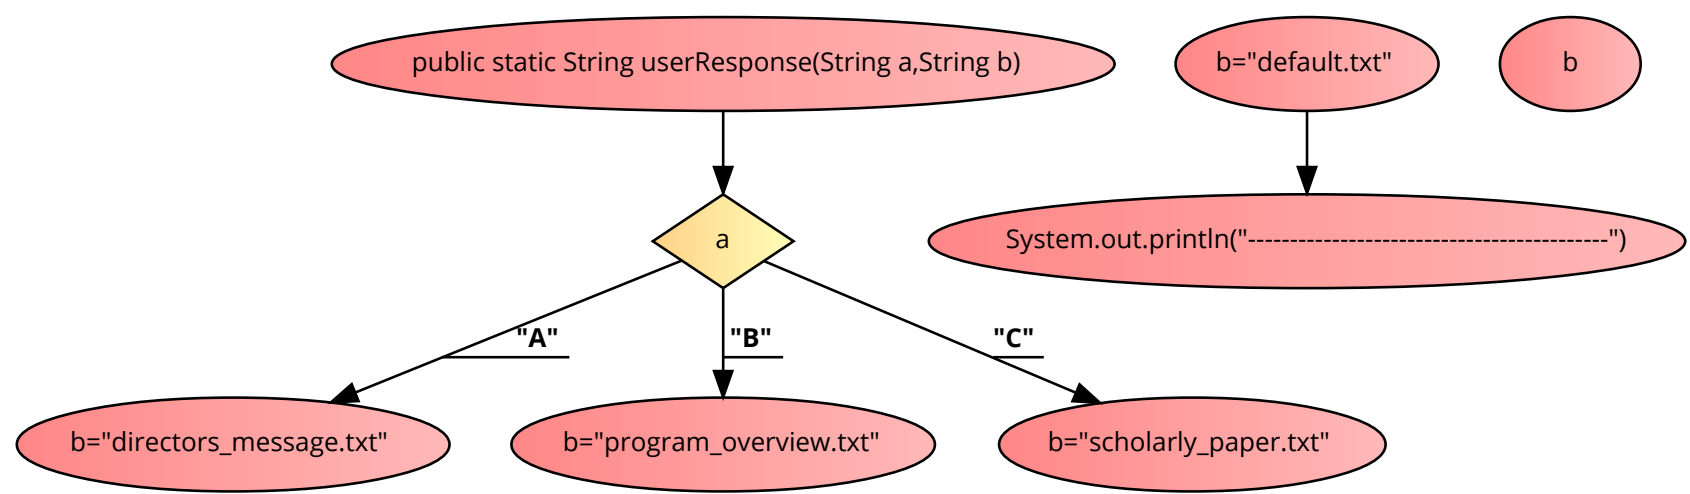 public static String userResponse(String a,String b)
b="default.txt"
b
a
System.out.println("-------------------------------------------")
"A"
"B"
"C"
b="directors_message.txt"
b="program_overview.txt"
b="scholarly_paper.txt"